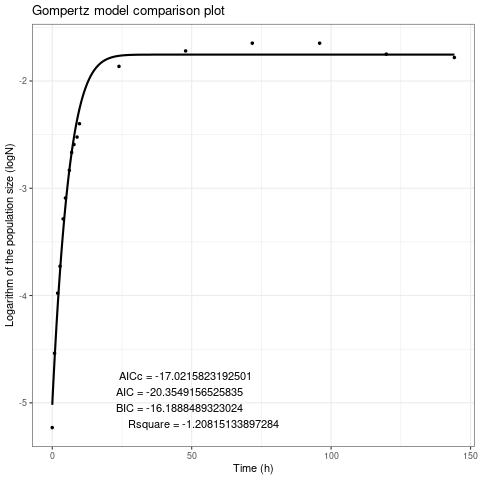 Gompertz model comparison plot
Logarithm of the population size (logN)
-2
-3
-4
-5
AICc = -17.0215823192501
AIC = -20.3549156525835
BIC = -16.1888489323024
Rsquare = -1.20815133897284
0 50 100 150
Time (h)